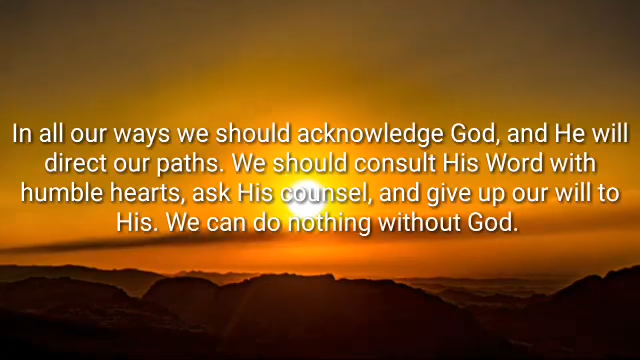 In all our ways we should acknowledge God, and He will
direct our paths. We should consult His Word with
humble hearts, ask His counsel, and give up our will to
His. We can do nothing without God.